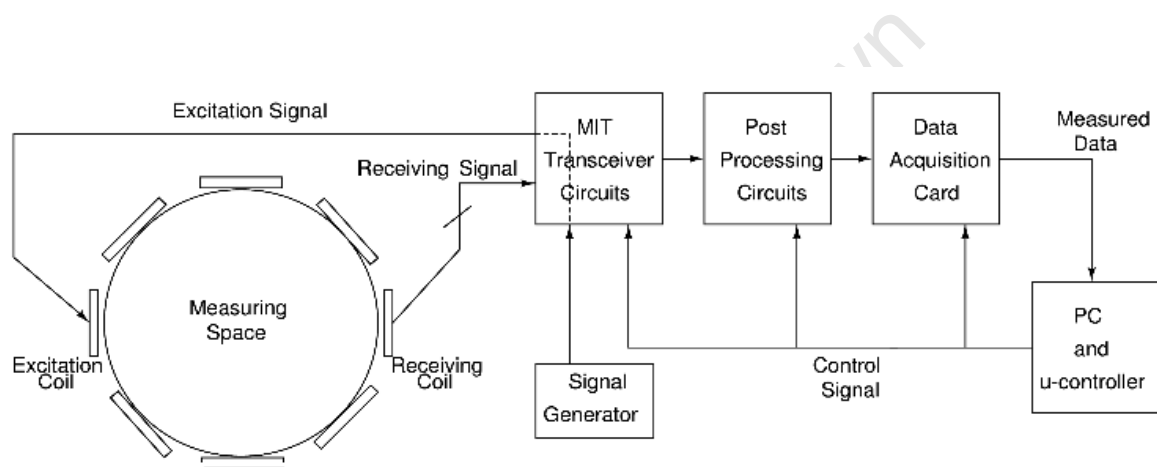 Excitation Signal
Receiving Signal
MIT
Transceiver
Circuits
Post
Processing
Circuits
Data
Acquisition
Card
Measured
Data
Measuring
Space
Excitation
Coil
Receiving
Coil
Signal
Generator
Control
Signal
PC
and
u-controller